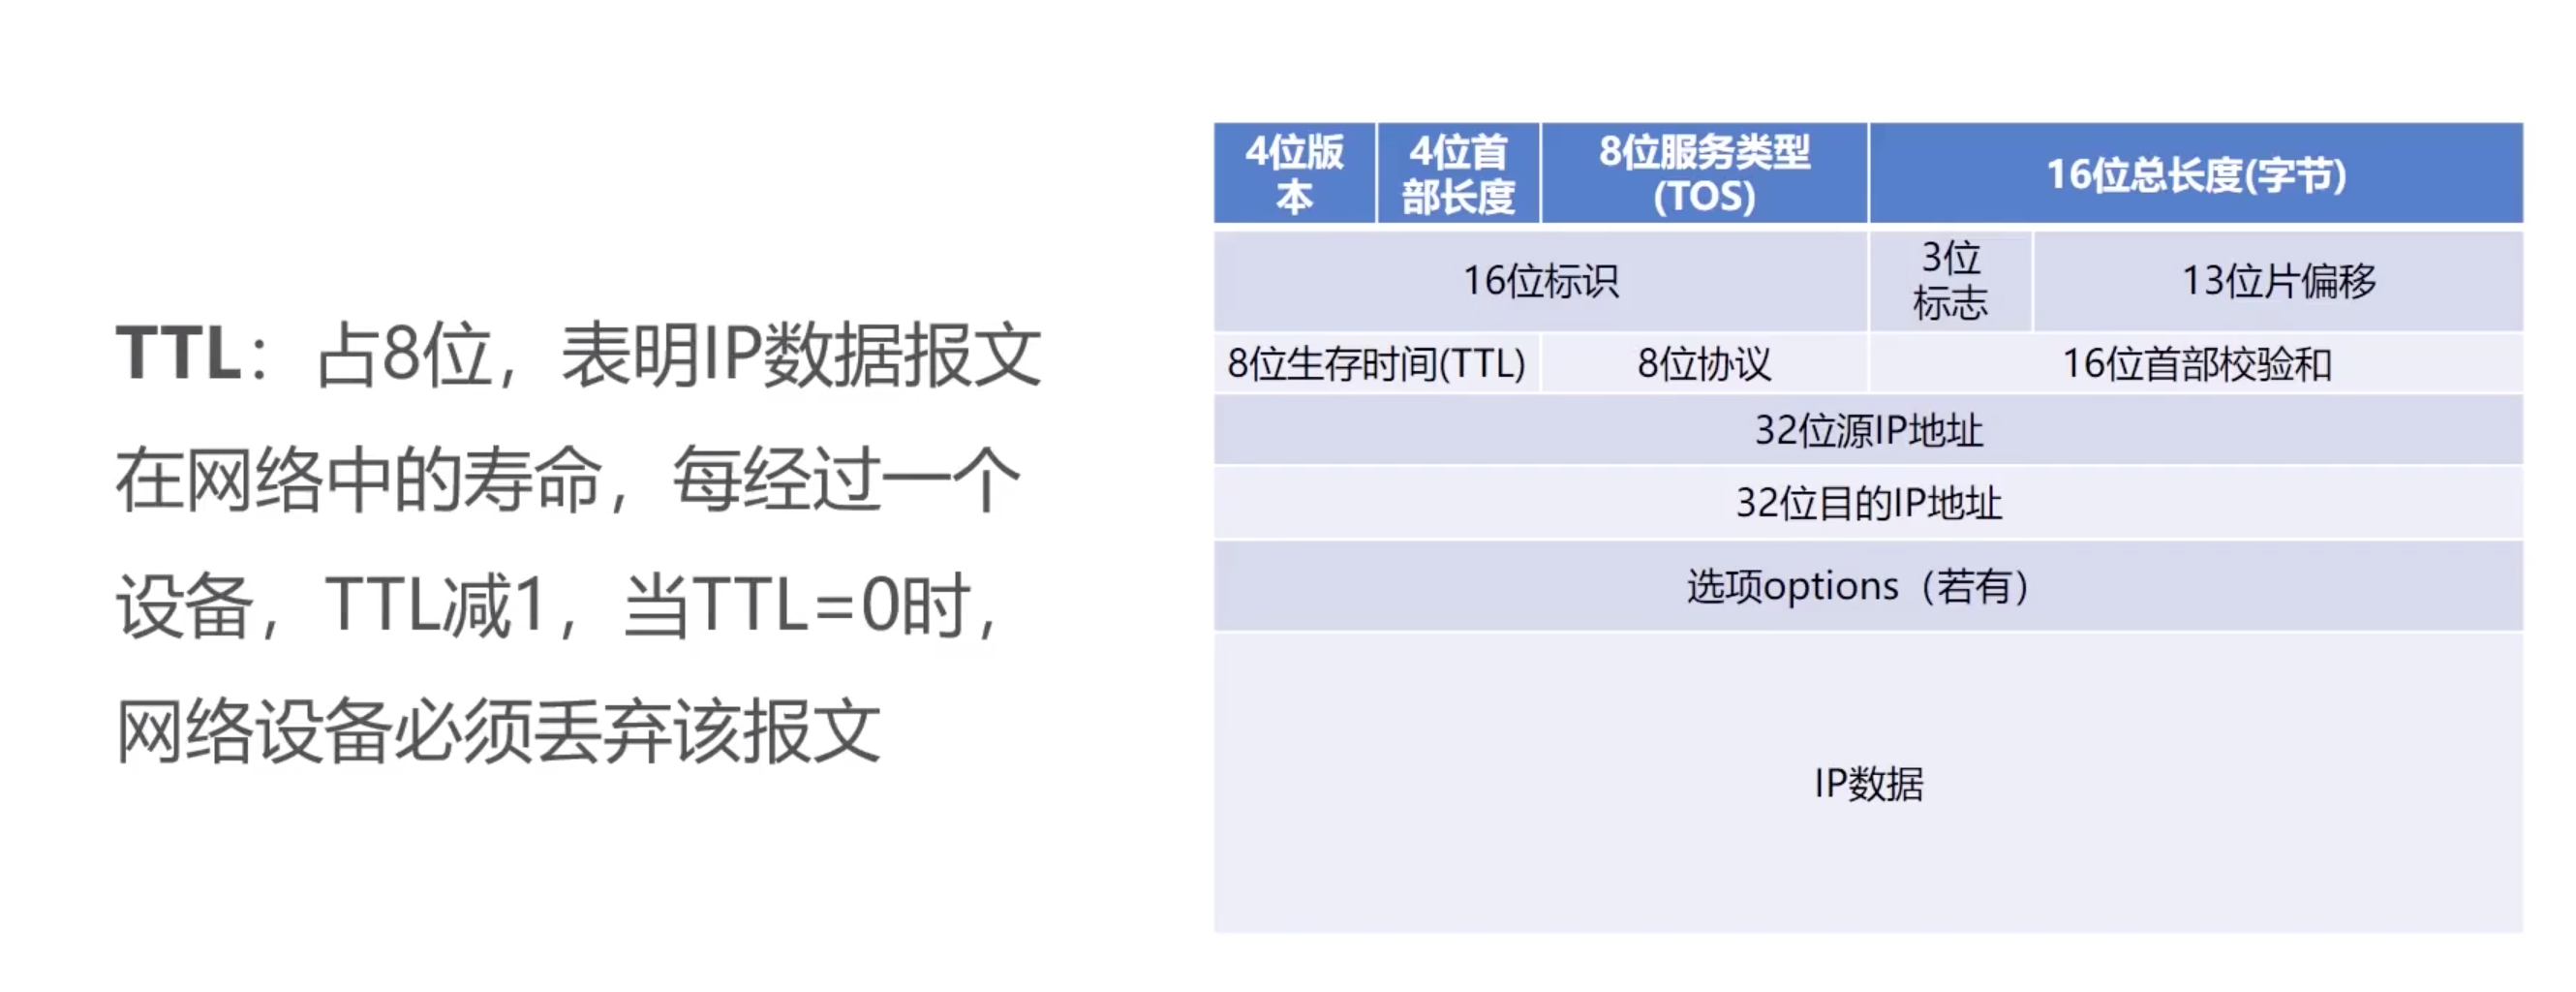 TTL：占8位，表明IP数据报文
在网络中的寿命，每经过一个
设备，TTL减1，当TTL=0时，
网络设备必须丢弃该报文
4位版
本
4位首
部长度
8位服务类型
(TOS)
16位总长度(字节)
16位标识
3位
标志
13位片偏移
8位生存时间(TTL)
8位协议
16位首部校验和
32位源IP地址
32位目的IP地址
选项options（若有）
IP数据